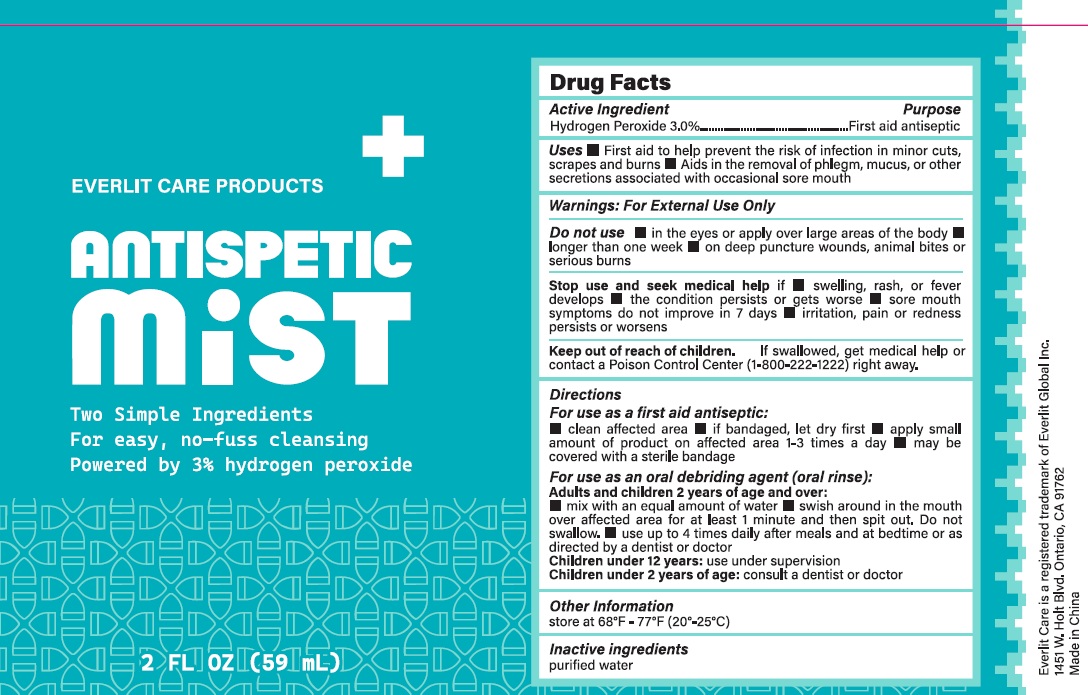 EVERLIT CARE PRODUCTS
ANTISPETIC
MiST
Two Simple Ingredients
For easy, no-fuss cleansing
Powered by 3% hydrogen peroxide
2 FL OZ (59 mL)
Drug Facts
Active Ingredient Purpose
Hydrogen Peroxide 3.0%..................................................First aid antiseptic
Uses ■ First aid to help prevent the risk of infection in minor cuts,
scrapes and burns ■ Aids in the removal of phlegm, mucus, or other
secretions associated with occasional sore mouth
Warnings: For External Use Only
Do not use ■ in the eyes or apply over large areas of the body ■
longer than one week ■ on deep puncture wounds, animal bites or
serious burns
Stop use and seek medical help if ■ swelling, rash, or fever
develops ■ the condition persists or gets worse ■ sore mouth
symptoms do not improve in 7 days ■ irritation, pain or redness
persists or worsens
Keep out of reach of children. If swallowed, get medical help or
contact a Poison Control Center (1-800-222-1222) right away.
Directions
For use as a first aid antiseptic:
■ clean affected area ■ if bandaged, let dry first ■ apply small
amount of product on affected area 1-3 times a day ■ may be
covered with a sterile bandage
For use as an oral debriding agent (oral rinse):
Adults and children 2 years of age and over:
■ mix with an equal amount of water ■ swish around in the mouth
over affected area for at least 1 minute and then spit out. Do not
swallow. ■ use up to 4 times daily after meals and at bedtime or as
directed by a dentist or doctor
Children under 12 years: use under supervision
Children under 2 years of age: consult a dentist or doctor
Other Information
store at 68°F - 77°F (20°-25°C)
Inactive ingredients
purified water
Everlit Care is a registered trademark of Everlit Global Inc.
1451 W. Holt Blvd. Ontario, CA 91762
Made in China